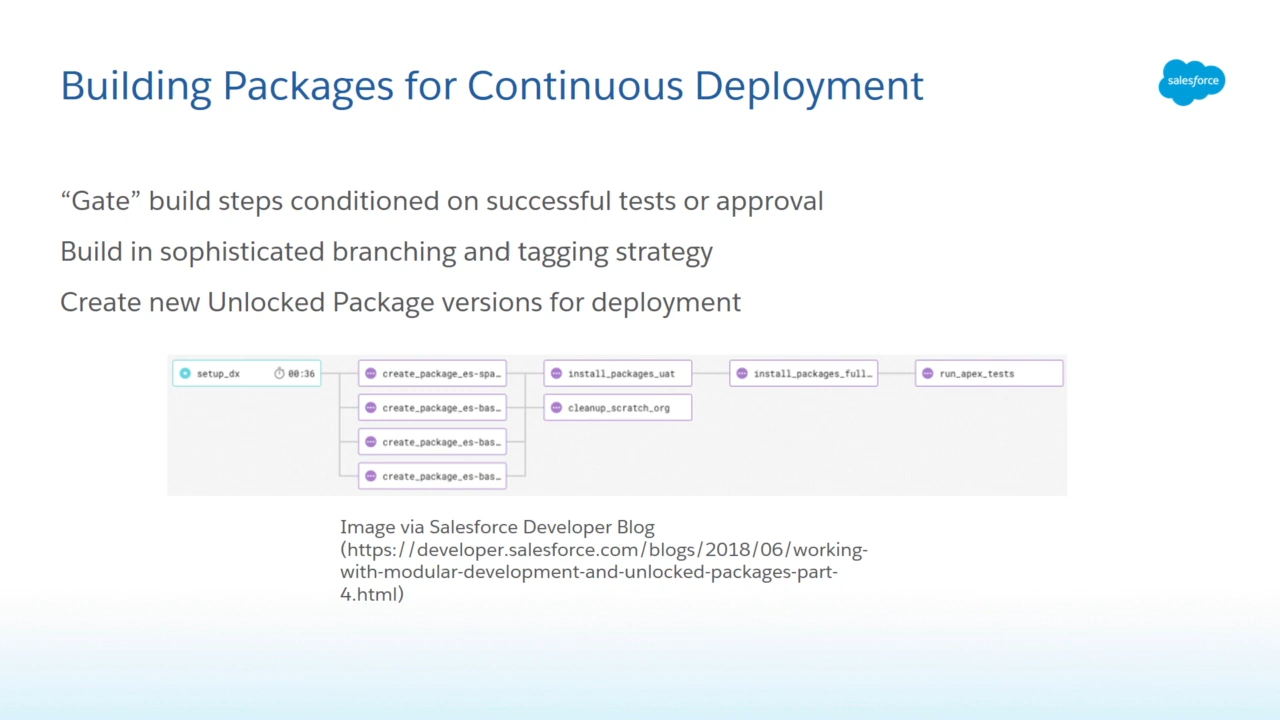 Building Packages for Continuous Deployment
salesforce
“Gate” build steps conditioned on successful tests or approval
Build in sophisticated branching and tagging strategy
Create new Unlocked Package versions for deployment
setup_dx 00:36
create_package_es-spa…
install_packages_uat
install_packages_full…
run_apex_tests
create_package_es-bas…
cleanup_scratch_org
create_package_es-bas…
create_package_es-bas…
Image via Salesforce Developer Blog
(https://developer.salesforce.com/blogs/2018/06/working-
with-modular-development-and-unlocked-packages-part-
4.html)